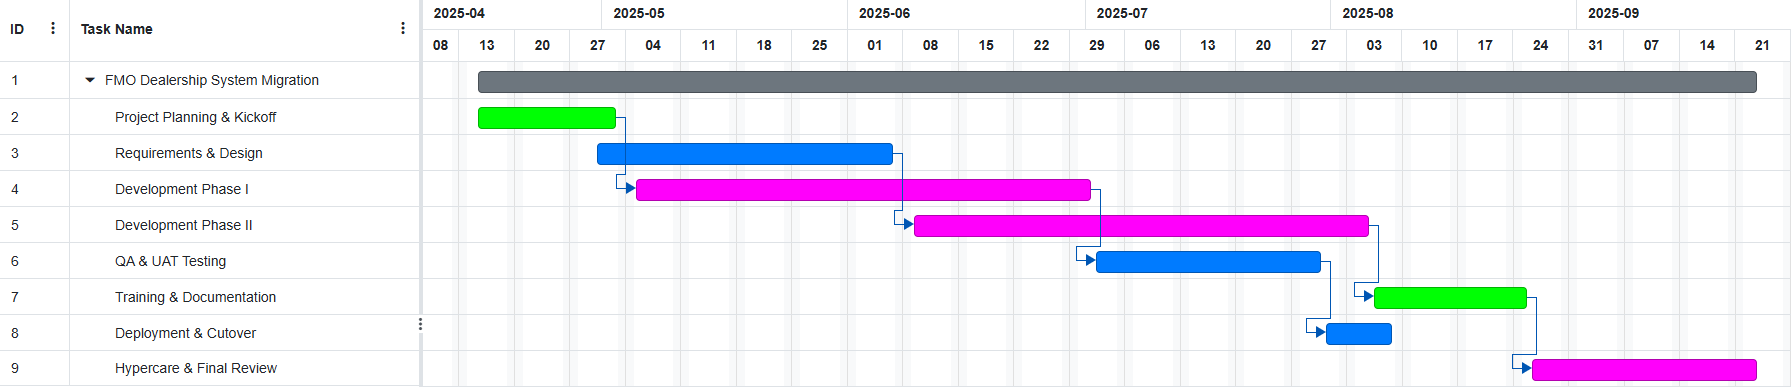 2025-04 2025-05 2025-06 2025-07 2025-08 2025-09
ID Task Name
08 13 20 27 04 11 18 25 01 08 15 22 29 06 13 20 27 03 10 17 24 31 07 14 21
1 FMO Dealership System Migration
2 Project Planning & Kickoff
3 Requirements & Design
4 Development Phase I
5 Development Phase II
6 QA & UAT Testing
7 Training & Documentation
8 Deployment & Cutover
9 Hypercare & Final Review